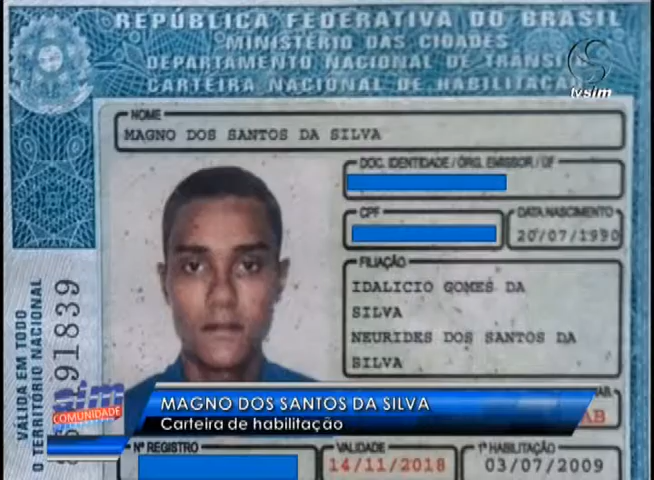 REPÚBLICA FEDERATIVA DO BRASIL
MINISTÉRIO DAS CIDADES
DEPARTAMENTO NACIONAL DE
CARTEIRA NACIONAL DE HABILITAÇÃO
tvsim
NOME
MAGNO DOS SANTOS DA SILVA
DOC. IDENTIDADE / ÓRG. EMISSOR / UF
CPF
DATA NASCIMENTO
20/07/1990
FILIAÇÃO
IDALICIO GOMES DA
SILVA
NEURIDES DOS SANTOS DA
SILVA
VÁLIDA EM TODO
O TERRITÓRIO NACIONAL
91839
sim
COMUNIDADE
MAGNO DOS SANTOS DA SILVA
Carteira de habilitação
AB
Nº REGISTRO
VALIDADE
14/11/2018
1ª HABILITAÇÃO
03/07/2009